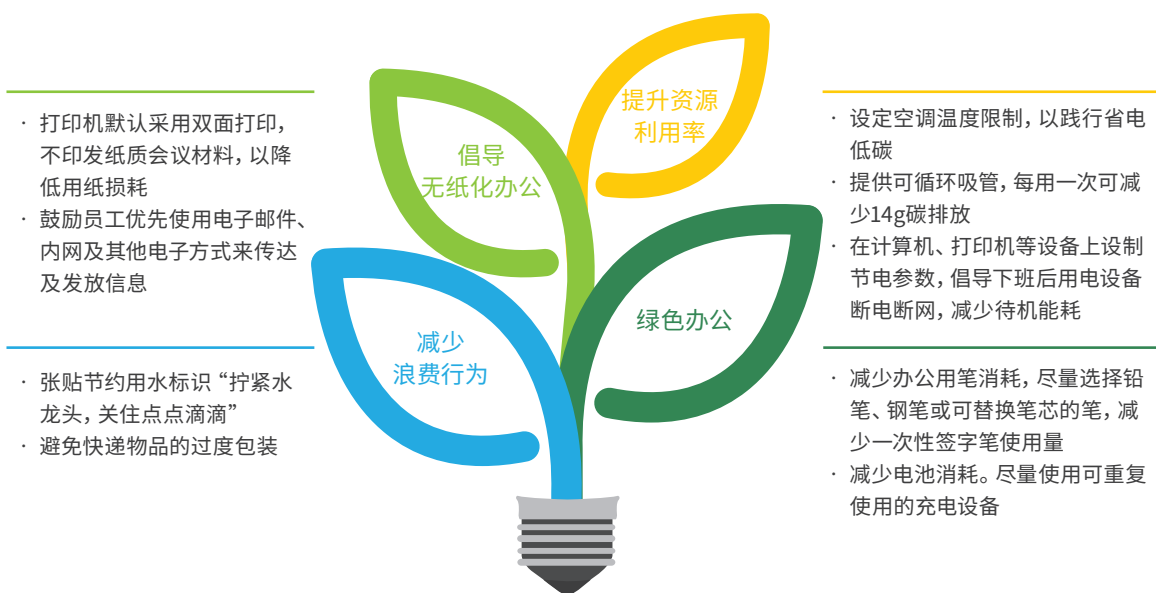 倡导
无纸化办公
· 打印机默认采用双面打印，
不印发纸质会议材料，以降
低用纸损耗
· 鼓励员工优先使用电子邮件、
内网及其他电子方式来传达
及发放信息
提升资源
利用率
· 设定空调温度限制，以践行省电
低碳
· 提供可循环吸管，每用一次可减
少14g碳排放
· 在计算机、打印机等设备上设制
节电参数，倡导下班后用电设备
断电断网，减少待机能耗
减少
浪费行为
· 张贴节约用水标识“拧紧水
龙头，关住点点滴滴”
· 避免快递物品的过度包装
绿色办公
· 减少办公用笔消耗，尽量选择铅
笔、钢笔或可替换笔芯的笔，减
少一次性签字笔使用量
· 减少电池消耗。尽量使用可重复
使用的充电设备